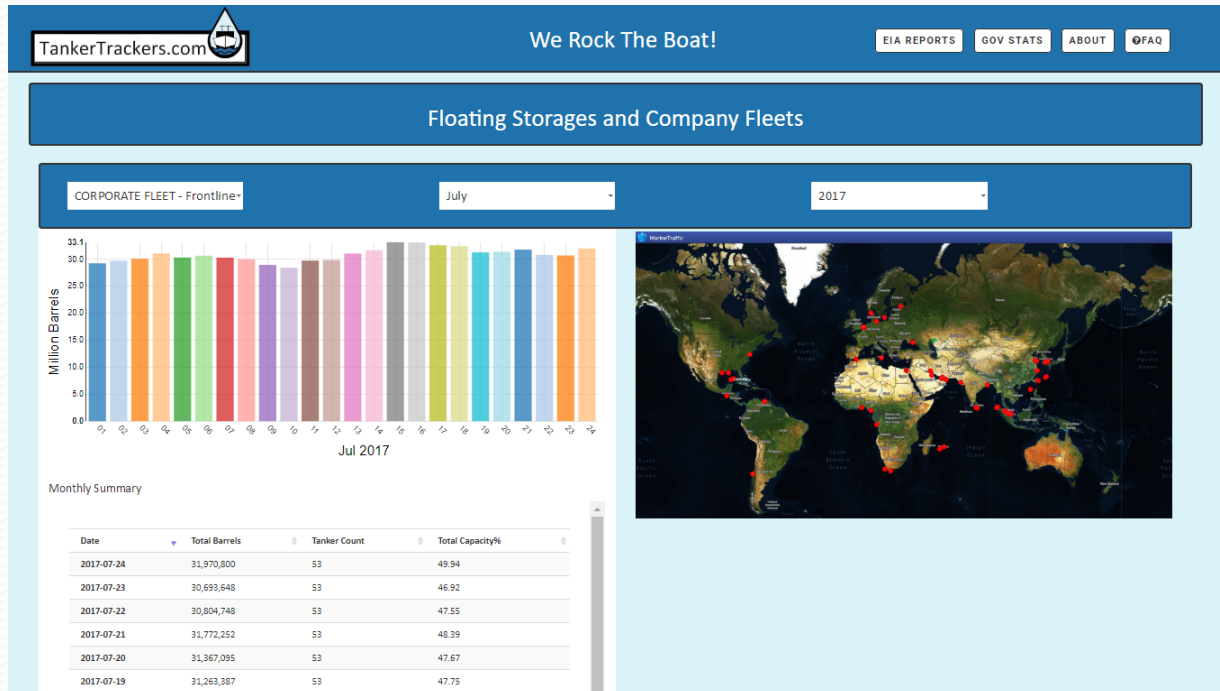 TankerTrackers.com
We Rock The Boat!
EIA REPORTS
GOV STATS
ABOUT
FAQ
Floating Storages and Company Fleets
CORPORATE FLEET - Frontline
July
2017
33.1
30.0
25.0
20.0
15.0
10.0
5.0
0.0
Million Barrels
01 02 03 04 05 06 07 08 09 10 11 12 13 14 15 16 17 18 19 20 21 22 23 24
Jul 2017
MarineTraffic
Monthly Summary
Date Total Barrels Tanker Count Total Capacity%
2017-07-24 31,970,800 53 49.94
2017-07-23 30,693,648 53 46.92
2017-07-22 30,804,748 53 47.55
2017-07-21 31,772,252 53 48.39
2017-07-20 31,367,095 53 47.67
2017-07-19 31,263,387 53 47.75